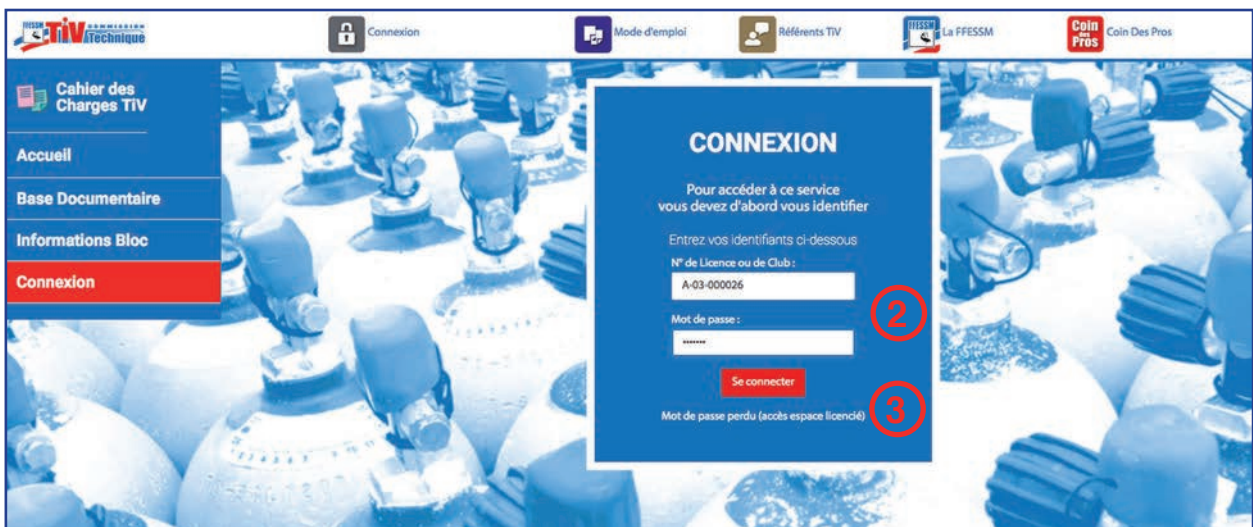 FFESSM TiV COMMISSION Technique
Connexion
Mode d'emploi
Référents TiV
FFESSM La FFESSM
Coin des Pros Coin Des Pros
Cahier des
Charges TiV
Accueil
Base Documentaire
Informations Bloc
Connexion
CONNEXION
Pour accéder à ce service
vous devez d'abord vous identifier
Entrez vos identifiants ci-dessous
N° de Licence ou de Club :
A-03-000026
2
Mot de passe :
•••••••
Se connecter
Mot de passe perdu (accès espace licencié)
3